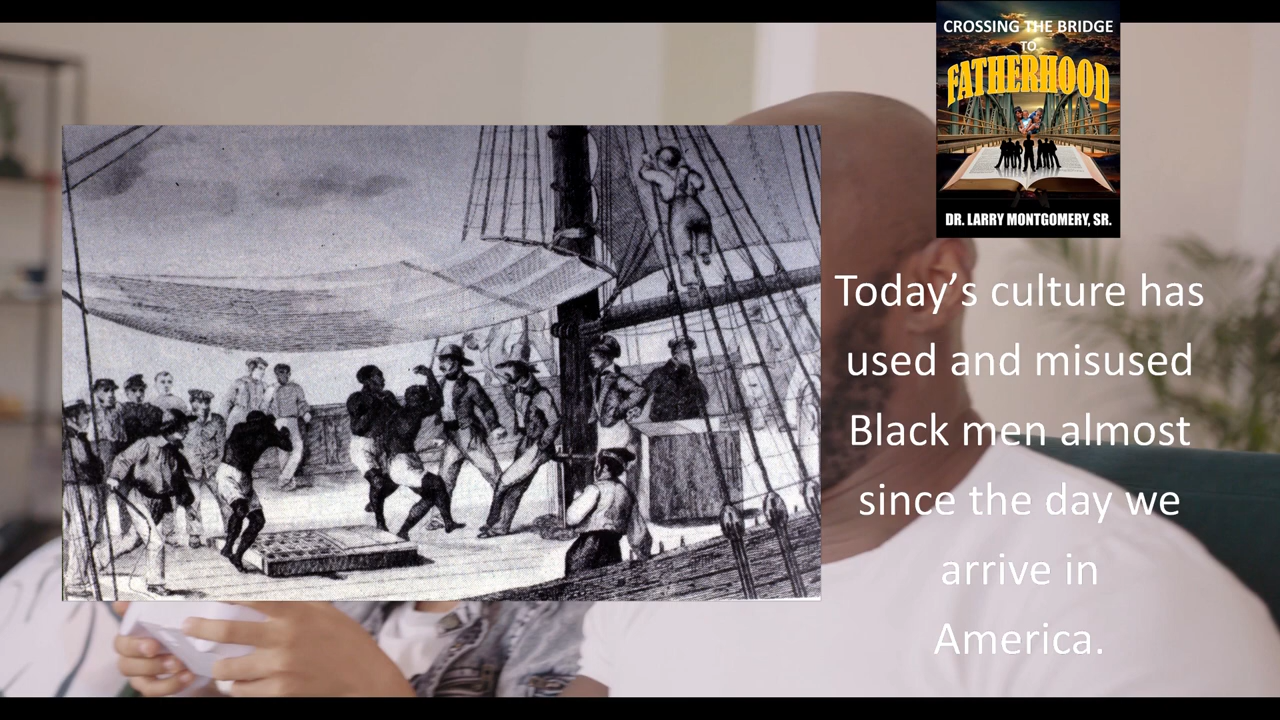 CROSSING THE BRIDGE
TO
FATHERHOOD
DR. LARRY MONTGOMERY, SR.
Today’s culture has
used and misused
Black men almost
since the day we
arrive in
America.